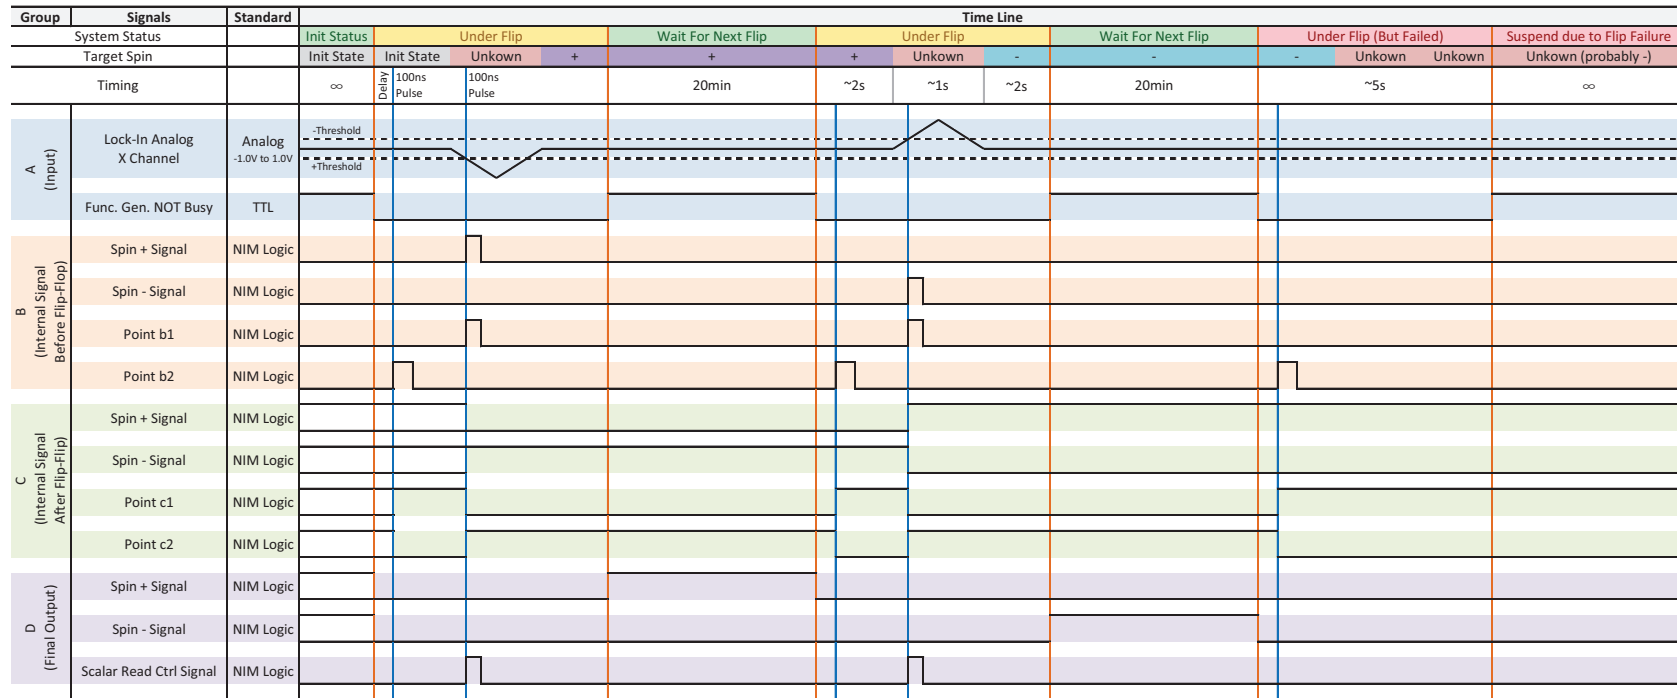 Group Signals Standard Time Line
System Status Init Status Under Flip Wait For Next Flip Under Flip Wait For Next Flip Under Flip (But Failed) Suspend due to Flip Failure
Target Spin Init State Init State Unkown + + + Unkown - - - Unkown Unkown Unkown (probably -)
Timing ∞ Delay 100ns Pulse 100ns Pulse 20min ~2s ~1s ~2s 20min ~5s ∞
A
(Input)
Lock-In Analog
X Channel
Analog
-1.0V to 1.0V
-Threshold
+Threshold
Func. Gen. NOT Busy TTL
B
(Internal Signal
Before Flip-Flop)
Spin + Signal NIM Logic
Spin - Signal NIM Logic
Point b1 NIM Logic
Point b2 NIM Logic
C
(Internal Signal
After Flip-Flip)
Spin + Signal NIM Logic
Spin - Signal NIM Logic
Point c1 NIM Logic
Point c2 NIM Logic
D
(Final Output)
Spin + Signal NIM Logic
Spin - Signal NIM Logic
Scalar Read Ctrl Signal NIM Logic